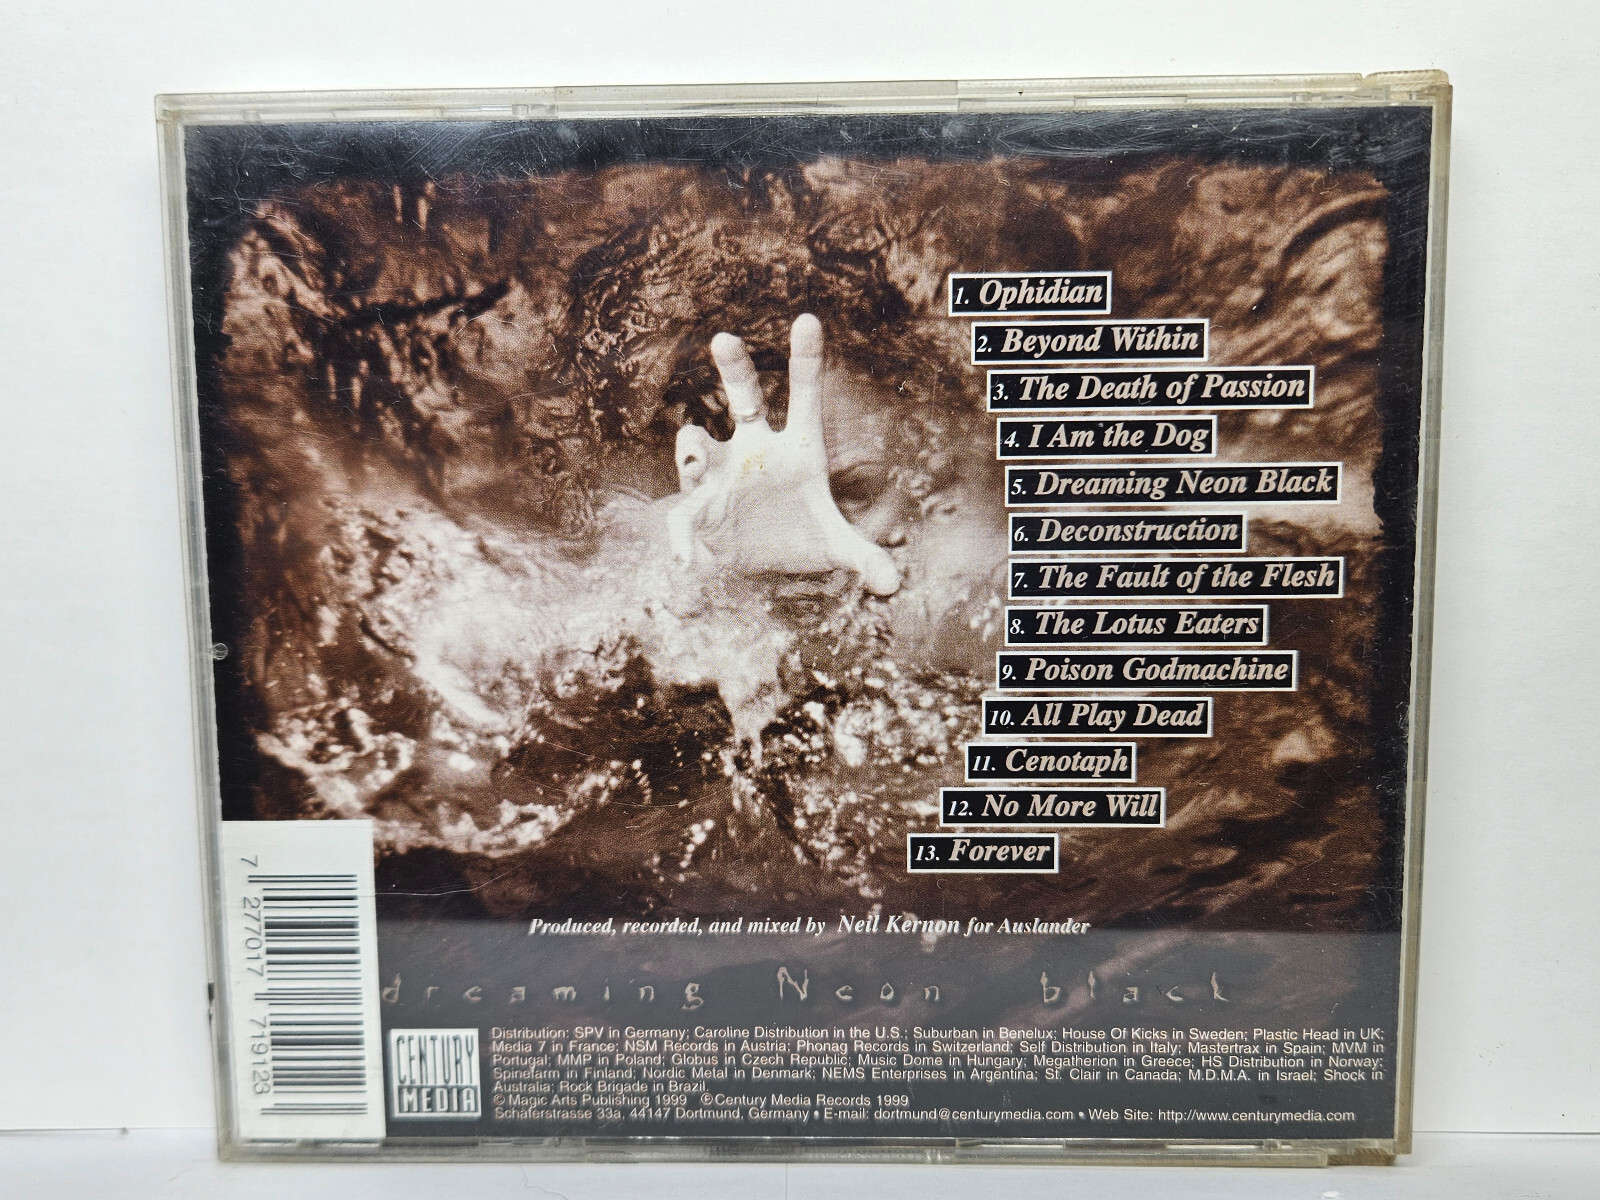 1. Ophidian
2. Beyond Within
3. The Death of Passion
4. I Am the Dog
5. Dreaming Neon Black
6. Deconstruction
7. The Fault of the Flesh
8. The Lotus Eaters
9. Poison Godmachine
10. All Play Dead
11. Cenotaph
12. No More Will
13. Forever
Produced, recorded, and mixed by Neil Kernon for Auslander
dreaming Neon black
7 27701 7 7 19123
CENTURY
MEDIA
Distribution: SPV in Germany; Caroline Distribution in the U.S.; Suburban in Benelux; House Of Kicks in Sweden; Plastic Head in UK;
Media 7 in France; NSM Records in Austria; Phonag Records in Switzerland; Self Distribution in Italy; Mastertrax in Spain; MVM in
Portugal; MMP in Poland; Globus in Czech Republic; Music Dome in Hungary; Megatherion in Greece; HS Distribution in Norway;
Spinefarm in Finland; Nordic Metal in Denmark; NEMS Enterprises in Argentina; St. Clair in Canada; M.D.M.A. in Israel; Shock in
Australia; Rock Brigade in Brazil.
© Magic Arts Publishing 1999 ℗Century Media Records 1999
Schäferstrasse 33a, 44147 Dortmund, Germany • E-mail: dortmund@centurymedia.com • Web Site: http://www.centurymedia.com